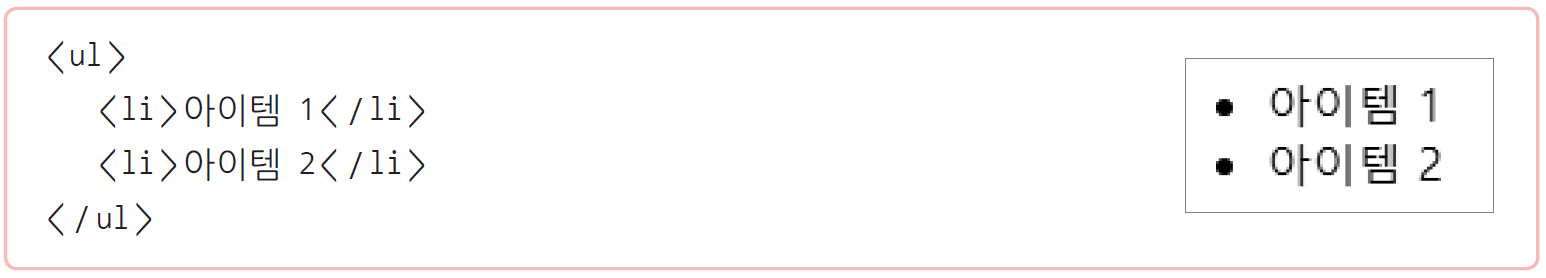 <ul>
<li>아이템 1</li>
<li>아이템 2</li>
</ul>
• 아이템 1
• 아이템 2